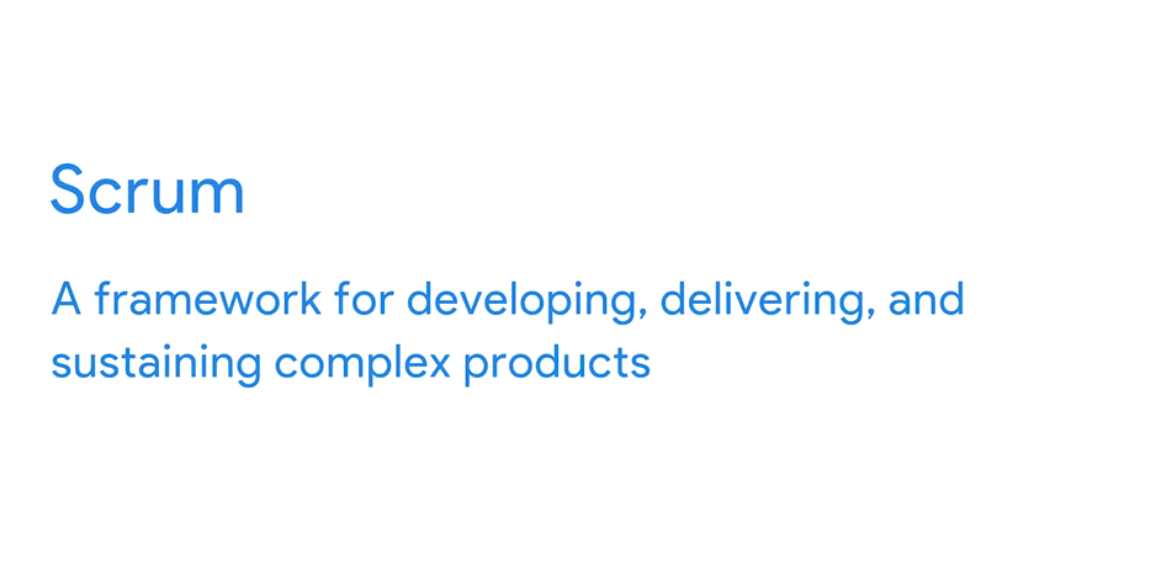 Scrum
A framework for developing, delivering, and
sustaining complex products